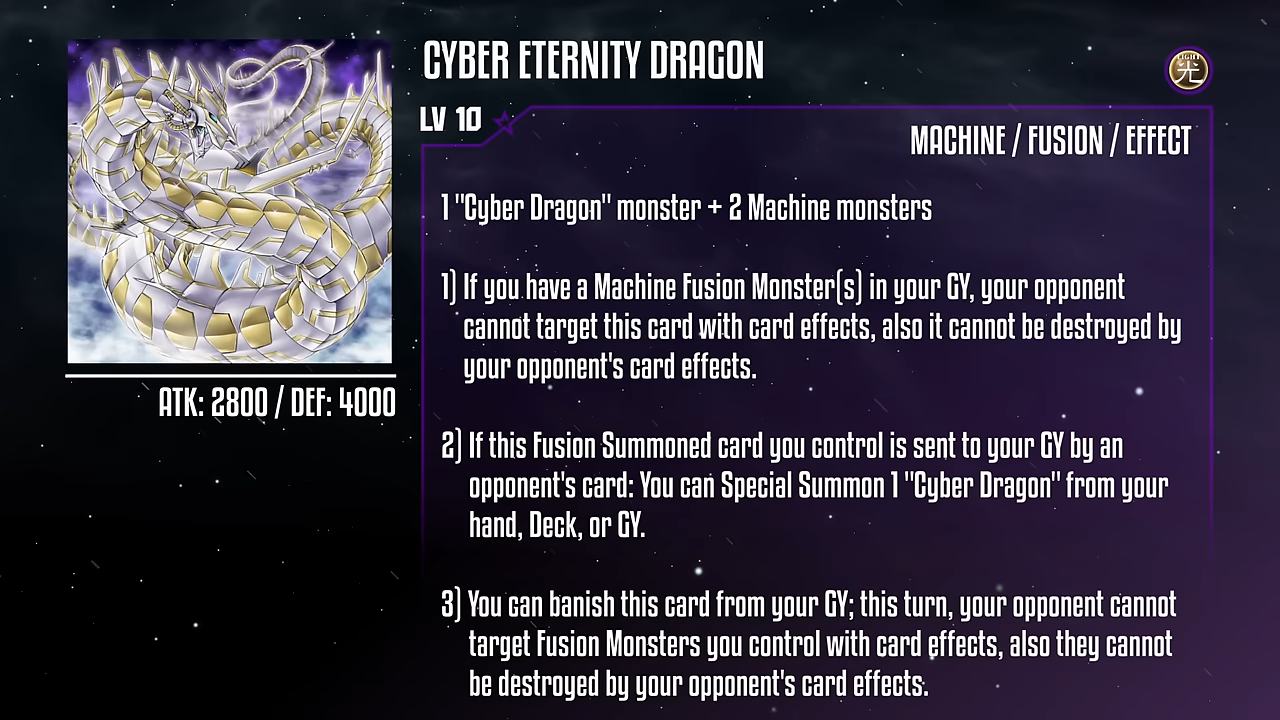 CYBER ETERNITY DRAGON
LIGHT
光
LV 10
MACHINE / FUSION / EFFECT
1 "Cyber Dragon" monster + 2 Machine monsters
1) If you have a Machine Fusion Monster(s) in your GY, your opponent
cannot target this card with card effects, also it cannot be destroyed by
your opponent's card effects.
2) If this Fusion Summoned card you control is sent to your GY by an
opponent's card: You can Special Summon 1 "Cyber Dragon" from your
hand, Deck, or GY.
3) You can banish this card from your GY; this turn, your opponent cannot
target Fusion Monsters you control with card effects, also they cannot
be destroyed by your opponent's card effects.
ATK: 2800 / DEF: 4000